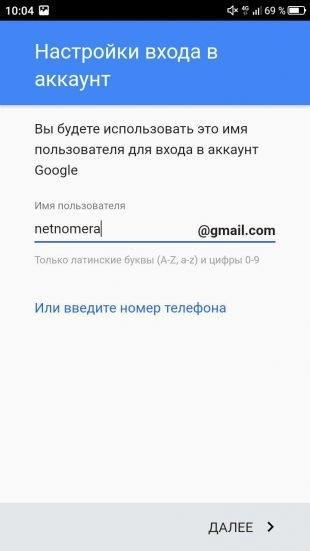 10:04 4G 69 %
Настройки входа в
аккаунт
Вы будете использовать это имя
пользователя для входа в аккаунт
Google
Имя пользователя
netnomera @gmail.com
Только латинские буквы (A-Z, a-z) и цифры 0-9
Или введите номер телефона
ДАЛЕЕ